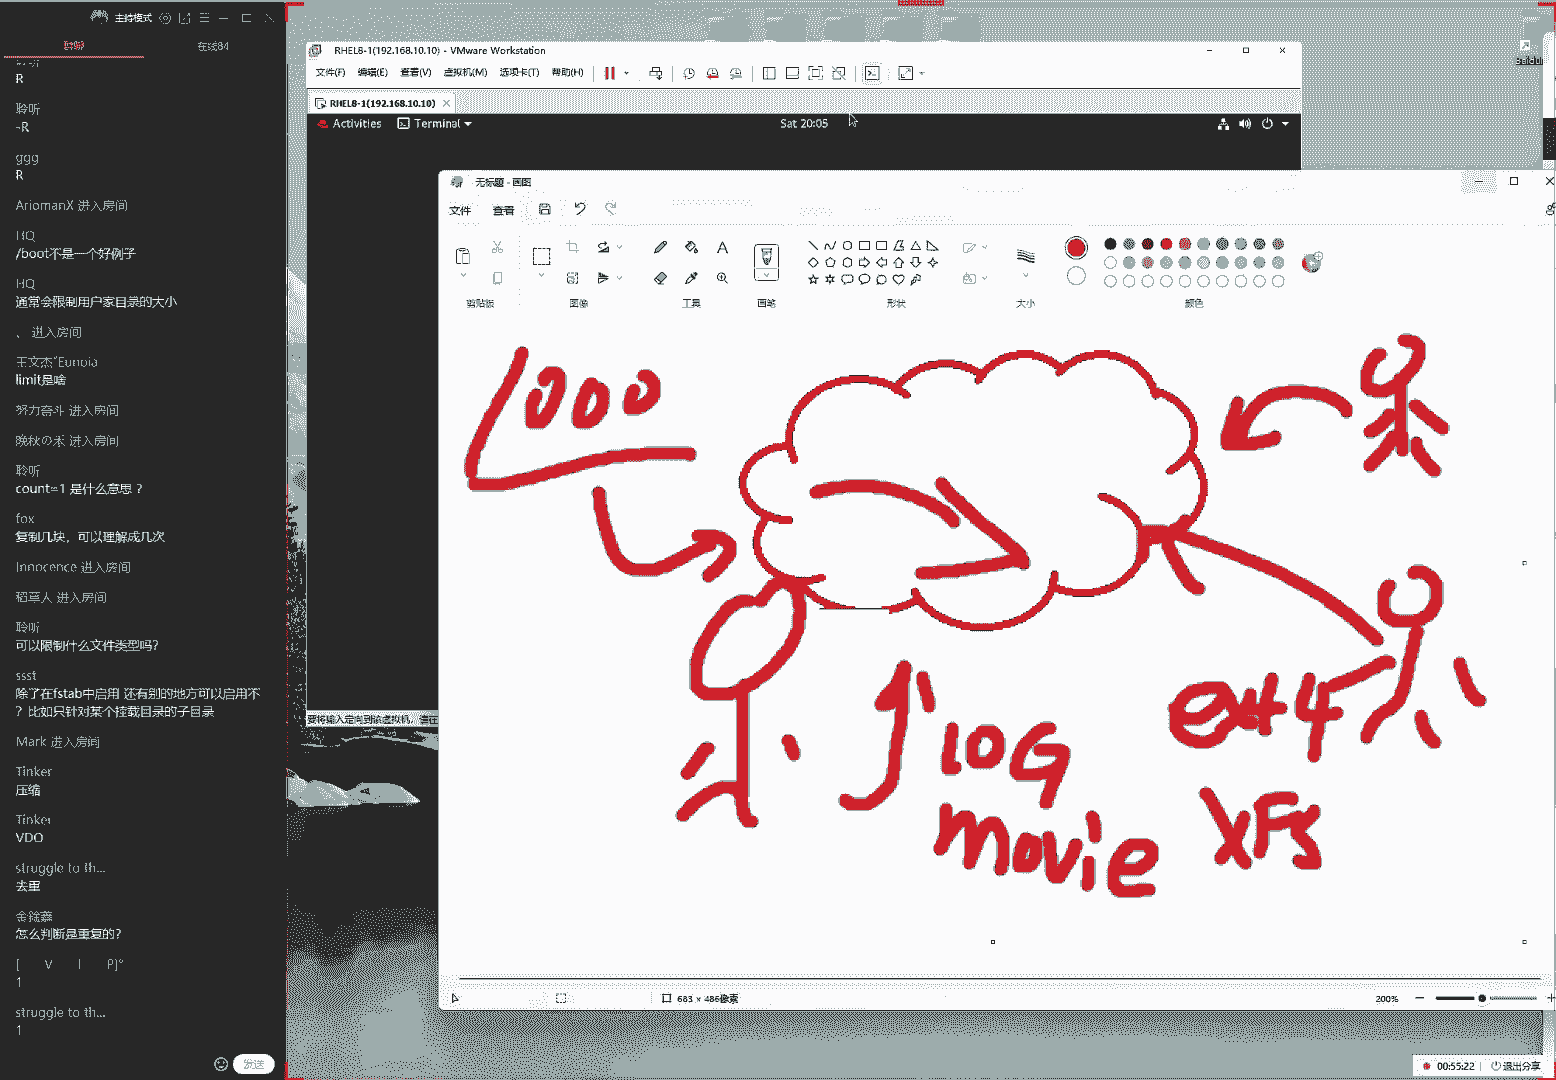 主持模式
在线84
R
聆听
-R
ggg
R
AriomanX 进入房间
HQ
/boot不是一个好例子
HQ
通常会限制用户家目录的大小
、 进入房间
王文杰`Eunoia
limit是啥
努力奋斗 进入房间
晚秋の禾 进入房间
聆听
count=1 是什么意思？
fox
复制几块，可以理解成几次
Innocence 进入房间
稻草人 进入房间
聆听
可以限制什么文件类型吗?
ssst
除了在fstab中启用 还有别的地方可以启用不
？比如只针对某个挂载目录的子目录
Mark 进入房间
Tinker
压缩
Tinker
VDO
struggle to th...
去重
怎么判断是重复的?
[ V I P]°
1
struggle to th...
1
发送
RHEL8-1(192.168.10.10) - VMware Workstation
文件(F) 编辑(E) 查看(V) 虚拟机(M) 选项卡(T) 帮助(H)
RHEL8-1(192.168.10.10)
Activities Terminal Sat 20:05
无标题 - 画图
文件 查看
剪贴板 图像 工具 画笔 形状 大小 颜色
1000
10G
movie
ext4
XFS
要将输入定向到该虚拟机，请在
683 × 486像素
200%
00:55:22 退出分享